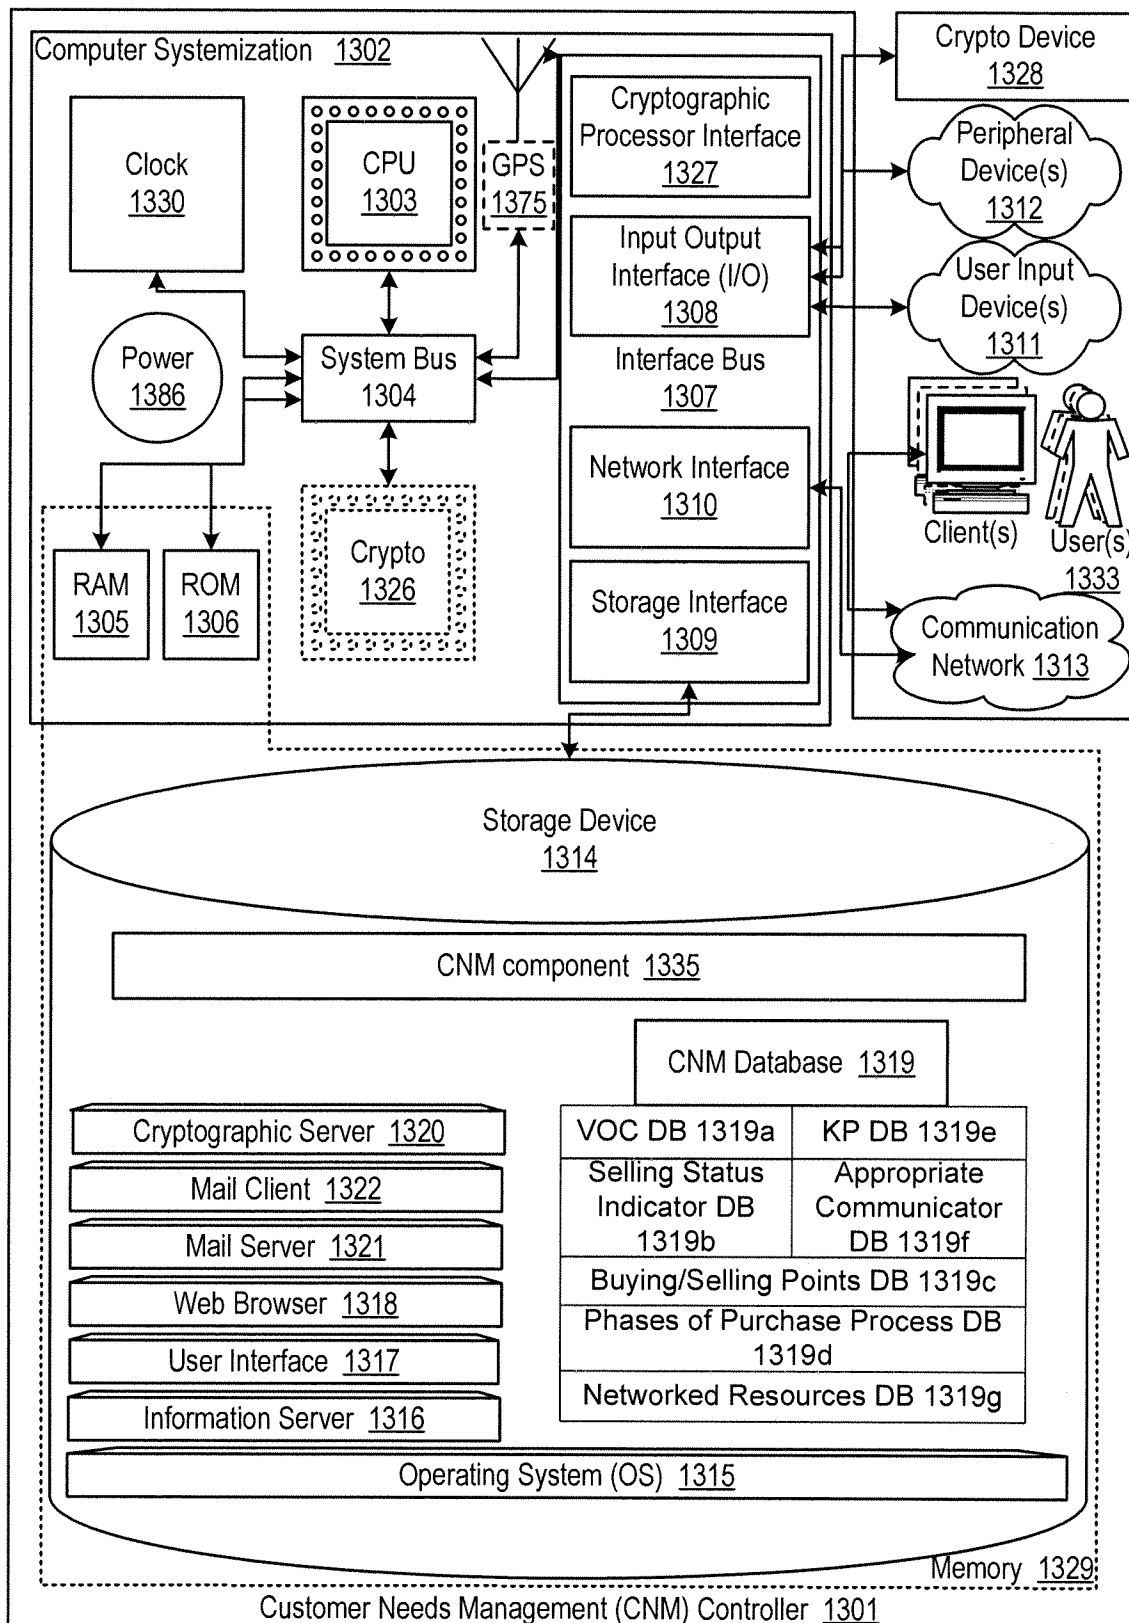 Computer Systemization 1302
Clock
1330
CPU
1303
GPS
1375
Power
1386
System Bus
1304
RAM
1305
ROM
1306
Crypto
1326
Cryptographic
Processor Interface
1327
Input Output
Interface (I/O)
1308
Interface Bus
1307
Network Interface
1310
Storage Interface
1309
Crypto Device
1328
Peripheral
Device(s)
1312
User Input
Device(s)
1311
Client(s)
User(s)
1333
Communication
Network 1313
Storage Device
1314
CNM component 1335
CNM Database 1319
VOC DB 1319a
KP DB 1319e
Selling Status
Indicator DB
1319b
Appropriate
Communicator
DB 1319f
Buying/Selling Points DB 1319c
Phases of Purchase Process DB
1319d
Networked Resources DB 1319g
Cryptographic Server 1320
Mail Client 1322
Mail Server 1321
Web Browser 1318
User Interface 1317
Information Server 1316
Operating System (OS) 1315
Memory 1329
Customer Needs Management (CNM) Controller 1301